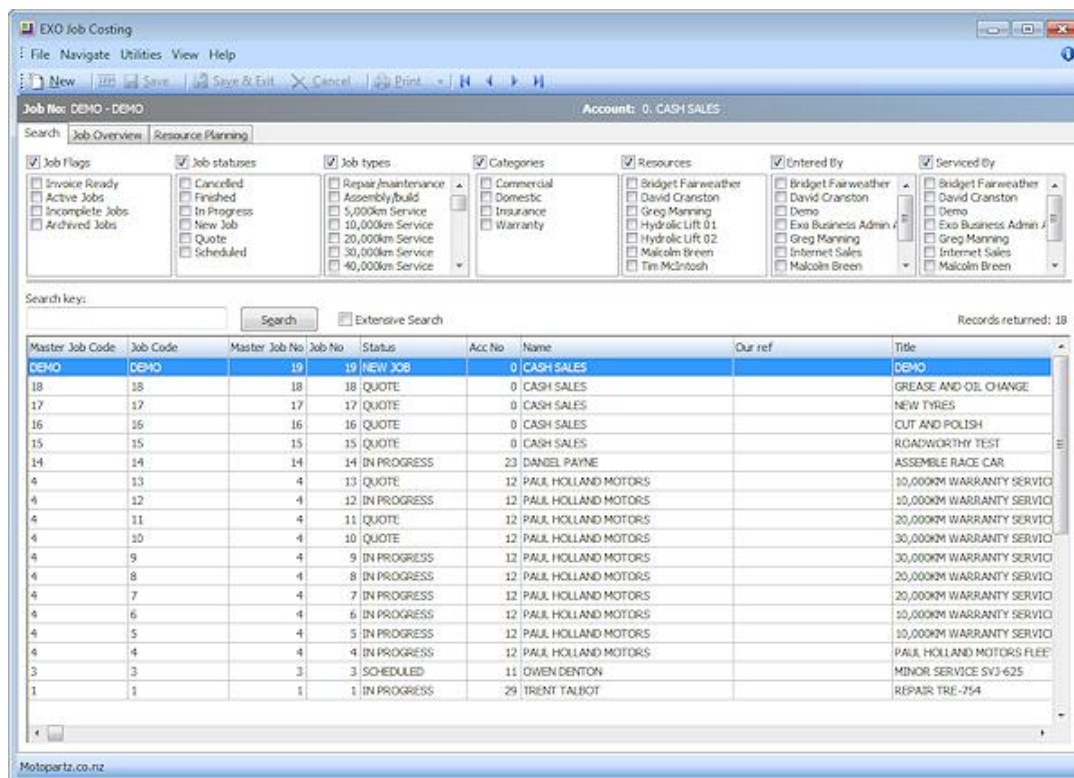 EXO Job Costing
File Navigate Utilities View Help
New Save Save & Exit Cancel Print
Job No: DEMO - DEMO Account: 0. CASH SALES
Search Job Overview Resource Planning
Job Flags Job statuses Job types Categories Resources Entered By Serviced By
Invoice Ready Cancelled Repair/maintenance Commercial Bridget Fairweather Bridget Fairweather Bridget Fairweather
Active Jobs Finished Assembly/build Domestic David Cranston David Cranston David Cranston
Incomplete Jobs In Progress 5,000km Service Insurance Greg Manning Demo Demo
Archived Jobs New Job 10,000km Service Warranty Hydrolic Lift 01 Exo Business Admin Exo Business Admin
Quote 20,000km Service Hydrolic Lift 02 Greg Manning Greg Manning
Scheduled 30,000km Service Malcolm Breen Internet Sales Internet Sales
40,000km Service Tim McIntosh Malcolm Breen Malcolm Breen
Search key:
Search Extensive Search Records returned: 18
Master Job Code Job Code Master Job No Job No Status Acc No Name Our ref Title
DEMO DEMO 19 19 NEW JOB 0 CASH SALES DEMO
18 18 18 18 QUOTE 0 CASH SALES GREASE AND OIL CHANGE
17 17 17 17 QUOTE 0 CASH SALES NEW TYRES
16 16 16 16 QUOTE 0 CASH SALES CUT AND POLISH
15 15 15 15 QUOTE 0 CASH SALES ROADWORTHY TEST
14 14 14 14 IN PROGRESS 23 DANIEL PAYNE ASSEMBLE RACE CAR
4 13 4 13 QUOTE 12 PAUL HOLLAND MOTORS 10,000KM WARRANTY SERVICE
4 12 4 12 IN PROGRESS 12 PAUL HOLLAND MOTORS 10,000KM WARRANTY SERVICE
4 11 4 11 QUOTE 12 PAUL HOLLAND MOTORS 20,000KM WARRANTY SERVICE
4 10 4 10 QUOTE 12 PAUL HOLLAND MOTORS 30,000KM WARRANTY SERVICE
4 9 4 9 IN PROGRESS 12 PAUL HOLLAND MOTORS 30,000KM WARRANTY SERVICE
4 8 4 8 IN PROGRESS 12 PAUL HOLLAND MOTORS 20,000KM WARRANTY SERVICE
4 7 4 7 IN PROGRESS 12 PAUL HOLLAND MOTORS 20,000KM WARRANTY SERVICE
4 6 4 6 IN PROGRESS 12 PAUL HOLLAND MOTORS 10,000KM WARRANTY SERVICE
4 5 4 5 IN PROGRESS 12 PAUL HOLLAND MOTORS 10,000KM WARRANTY SERVICE
4 4 4 4 IN PROGRESS 12 PAUL HOLLAND MOTORS PAUL HOLLAND MOTORS FLEE
3 3 3 3 SCHEDULED 11 OWEN DENTON MINOR SERVICE SVJ-625
1 1 1 1 IN PROGRESS 29 TRENT TALBOT REPAIR TRE-754
Motopartz.co.nz